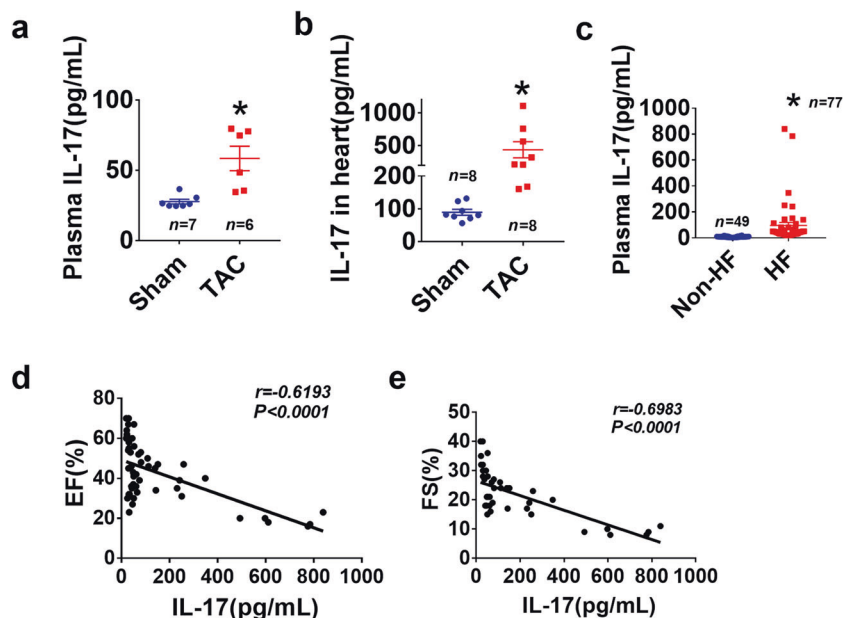 a
Plasma IL-17(pg/mL)
100
50
0
*
n=7
n=6
Sham
TAC
b
IL-17 in heart(pg/mL)
1000
500
200
100
0
*
n=8
n=8
Sham
TAC
c
Plasma IL-17(pg/mL)
1000
800
600
400
200
0
* n=77
n=49
Non-HF
HF
d
r=-0.6193
P<0.0001
EF(%)
80
60
40
20
0
0 200 400 600 800 1000
IL-17(pg/mL)
e
r=-0.6983
P<0.0001
FS(%)
50
40
30
20
10
0
0 200 400 600 800 1000
IL-17(pg/mL)